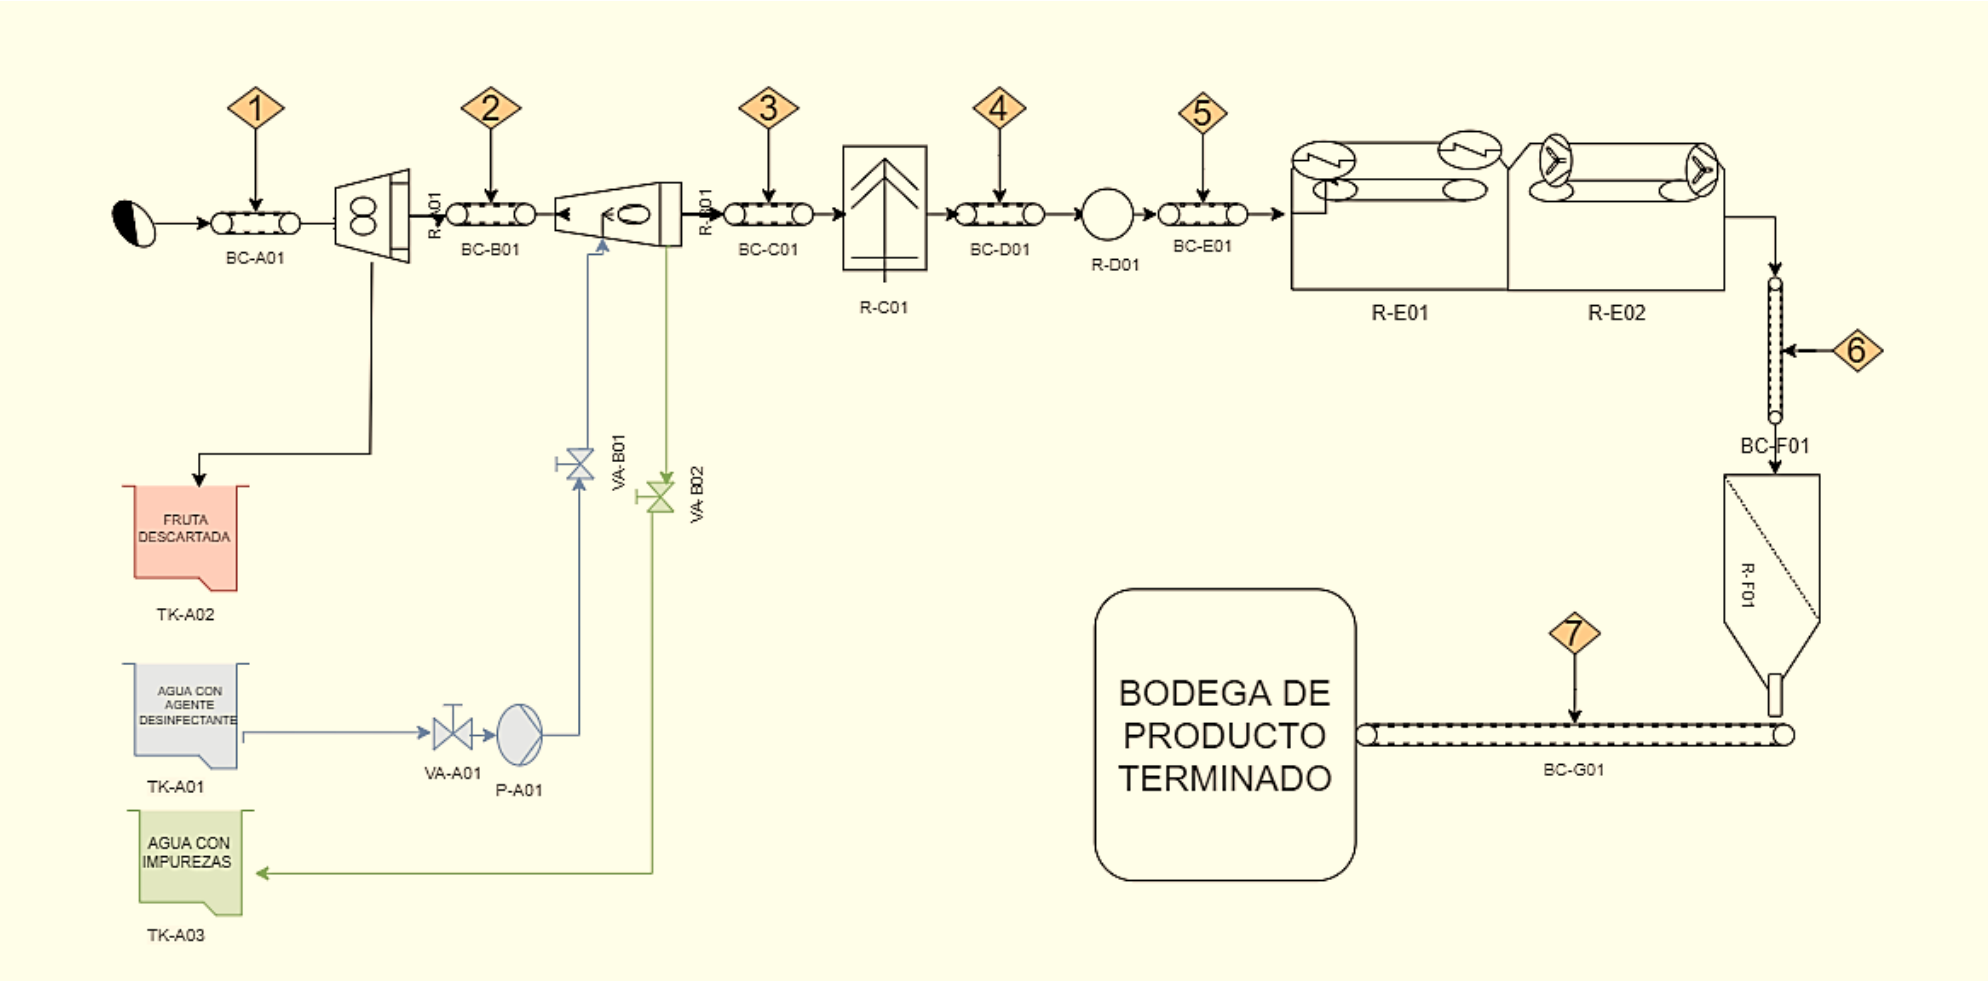 1
2
3
4
5
BC-A01
R-A01
BC-B01
R-B01
BC-C01
R-C01
BC-D01
R-D01
BC-E01
R-E01
R-E02
6
BC-F01
VA-B01
VA-B02
FRUTA
DESCARTADA
TK-A02
R-F01
7
AGUA CON
AGENTE
DESINFECTANTE
TK-A01
VA-A01
P-A01
BODEGA DE
PRODUCTO
TERMINADO
BC-G01
AGUA CON
IMPUREZAS
TK-A03